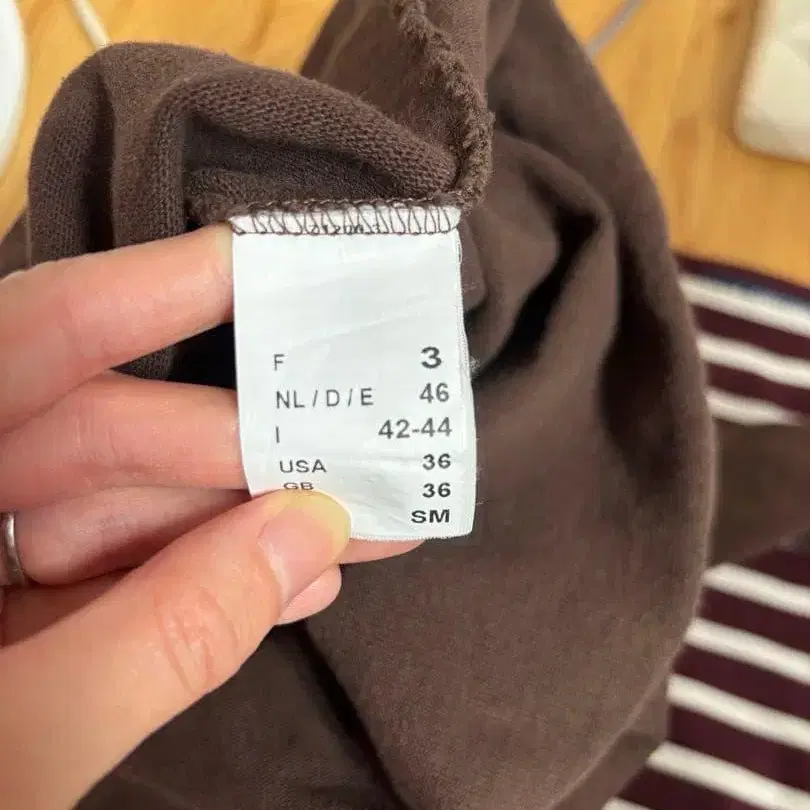 F 3
NL / D / E 46
I 42-44
USA 36
GB 36
SM